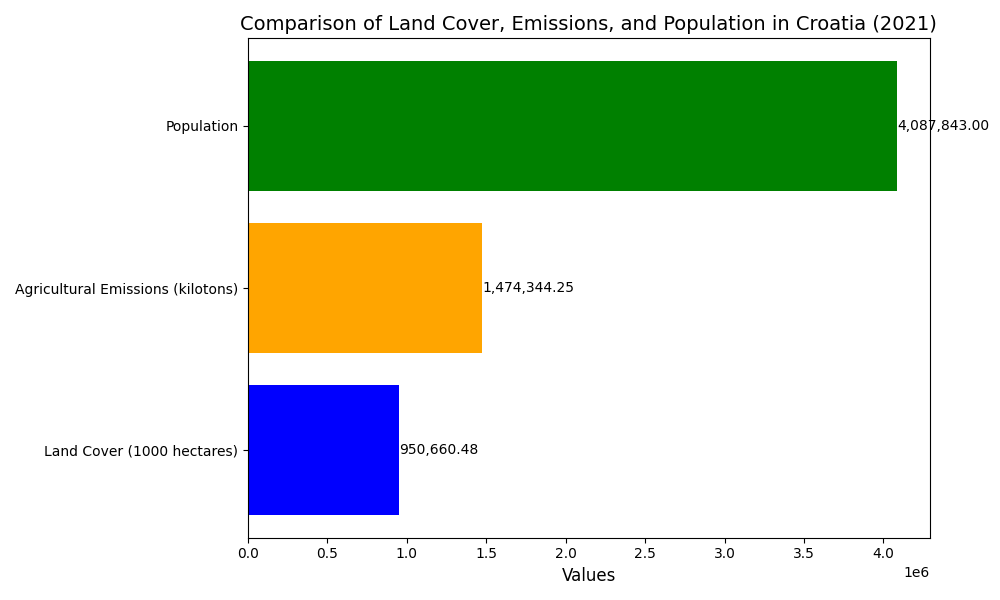 Comparison of Land Cover, Emissions, and Population in Croatia (2021)
Population
4,087,843.00
Agricultural Emissions (kilotons)
1,474,344.25
Land Cover (1000 hectares)
950,660.48
0.0 0.5 1.0 1.5 2.0 2.5 3.0 3.5 4.0
1e6
Values